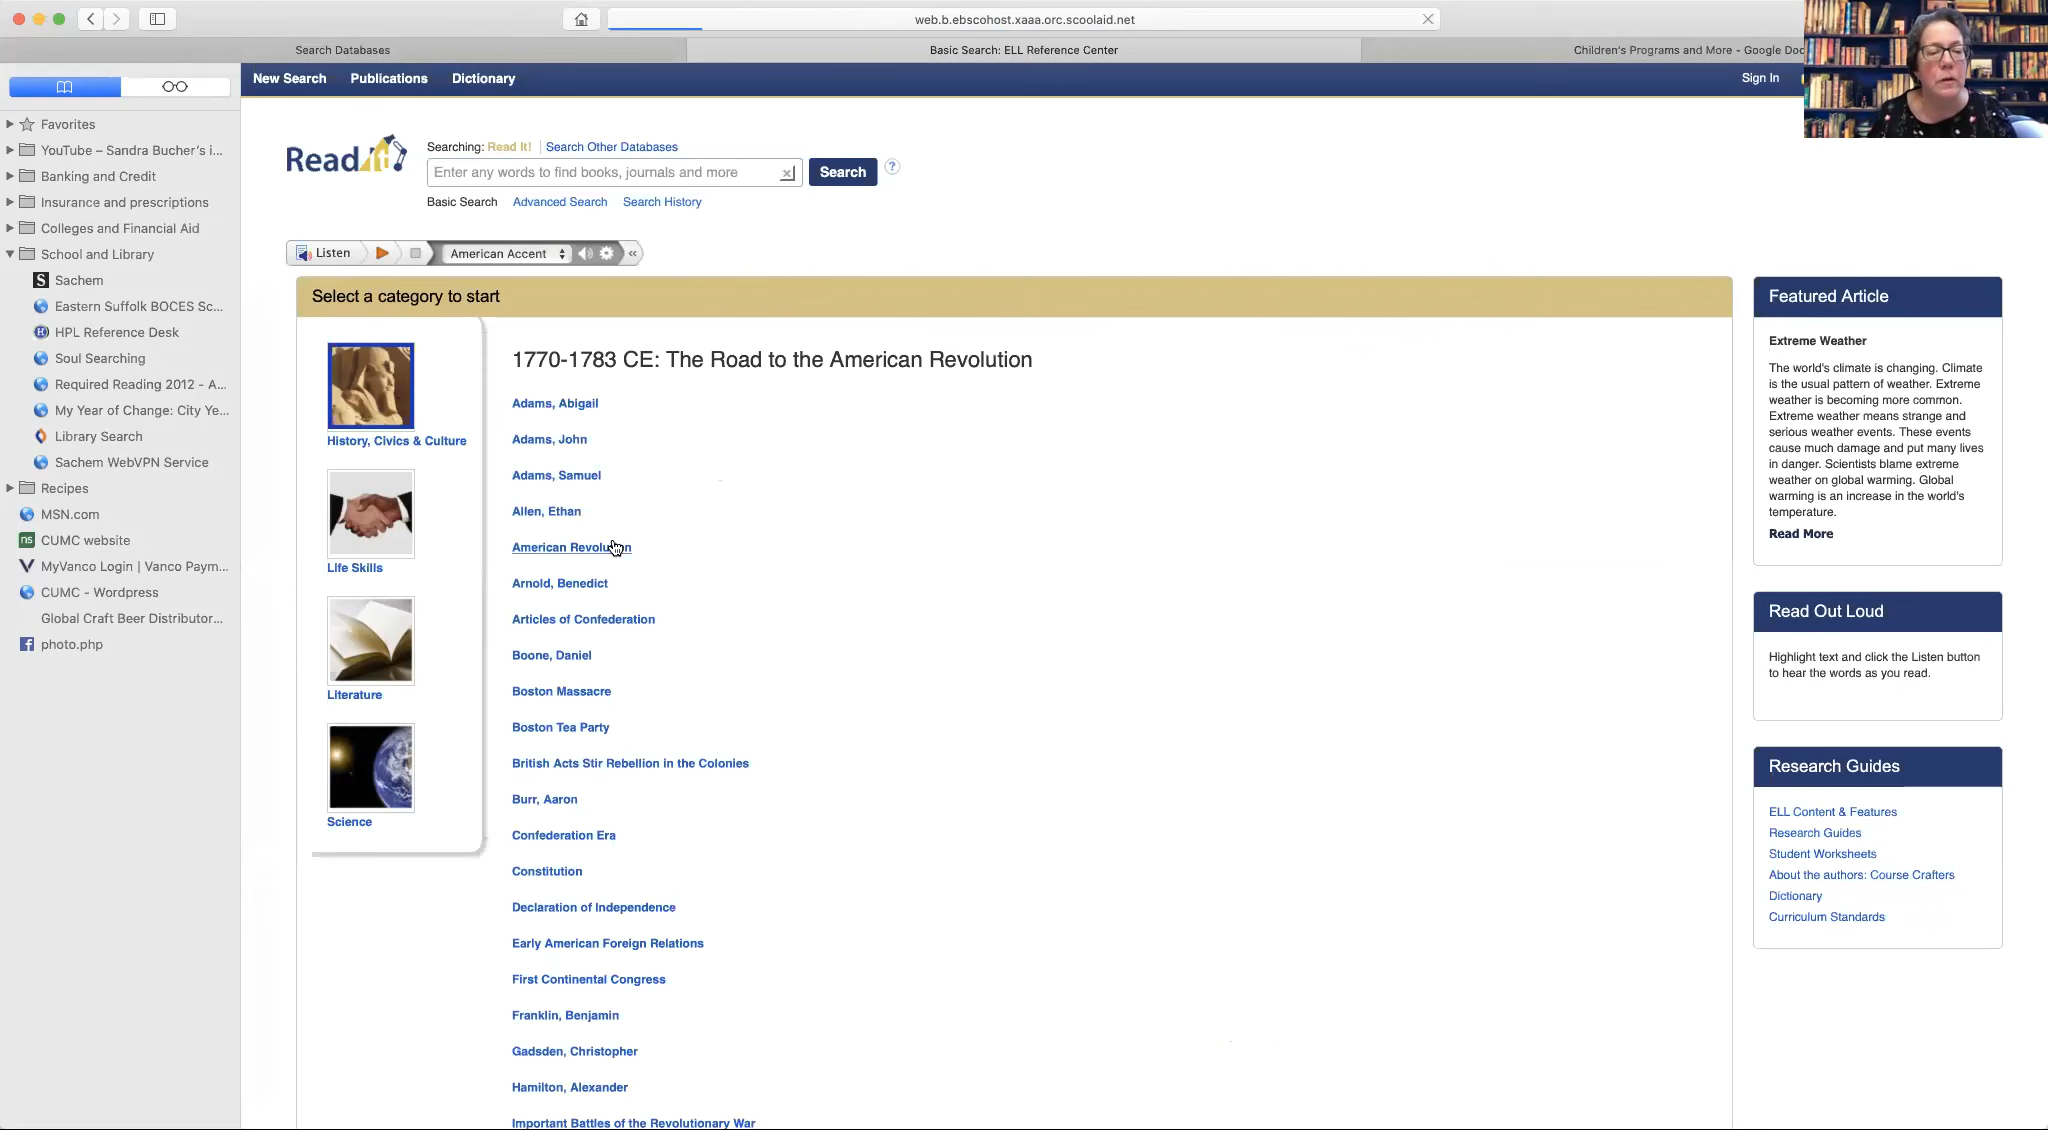 web.b.ebscohost.xaaa.orc.scoolaid.net
Search Databases
Basic Search: ELL Reference Center
Children's Programs and More - Google Doc
Favorites
YouTube – Sandra Bucher's i...
Banking and Credit
Insurance and prescriptions
Colleges and Financial Aid
School and Library
S Sachem
Eastern Suffolk BOCES Sc...
HPL Reference Desk
Soul Searching
Required Reading 2012 - A...
My Year of Change: City Ye...
Library Search
Sachem WebVPN Service
Recipes
MSN.com
ns CUMC website
MyVanco Login | Vanco Paym...
CUMC - Wordpress
Global Craft Beer Distributor...
photo.php
New Search Publications Dictionary
Sign In
Read It!
Searching: Read It! Search Other Databases
Enter any words to find books, journals and more
Search
?
Basic Search Advanced Search Search History
Listen
American Accent
Select a category to start
History, Civics & Culture
Life Skills
Literature
Science
1770-1783 CE: The Road to the American Revolution
Adams, Abigail
Adams, John
Adams, Samuel
Allen, Ethan
American Revolution
Arnold, Benedict
Articles of Confederation
Boone, Daniel
Boston Massacre
Boston Tea Party
British Acts Stir Rebellion in the Colonies
Burr, Aaron
Confederation Era
Constitution
Declaration of Independence
Early American Foreign Relations
First Continental Congress
Franklin, Benjamin
Gadsden, Christopher
Hamilton, Alexander
Important Battles of the Revolutionary War
Featured Article
Extreme Weather
The world's climate is changing. Climate
is the usual pattern of weather. Extreme
weather is becoming more common.
Extreme weather means strange and
serious weather events. These events
cause much damage and put many lives
in danger. Scientists blame extreme
weather on global warming. Global
warming is an increase in the world's
temperature.
Read More
Read Out Loud
Highlight text and click the Listen button
to hear the words as you read.
Research Guides
ELL Content & Features
Research Guides
Student Worksheets
About the authors: Course Crafters
Dictionary
Curriculum Standards